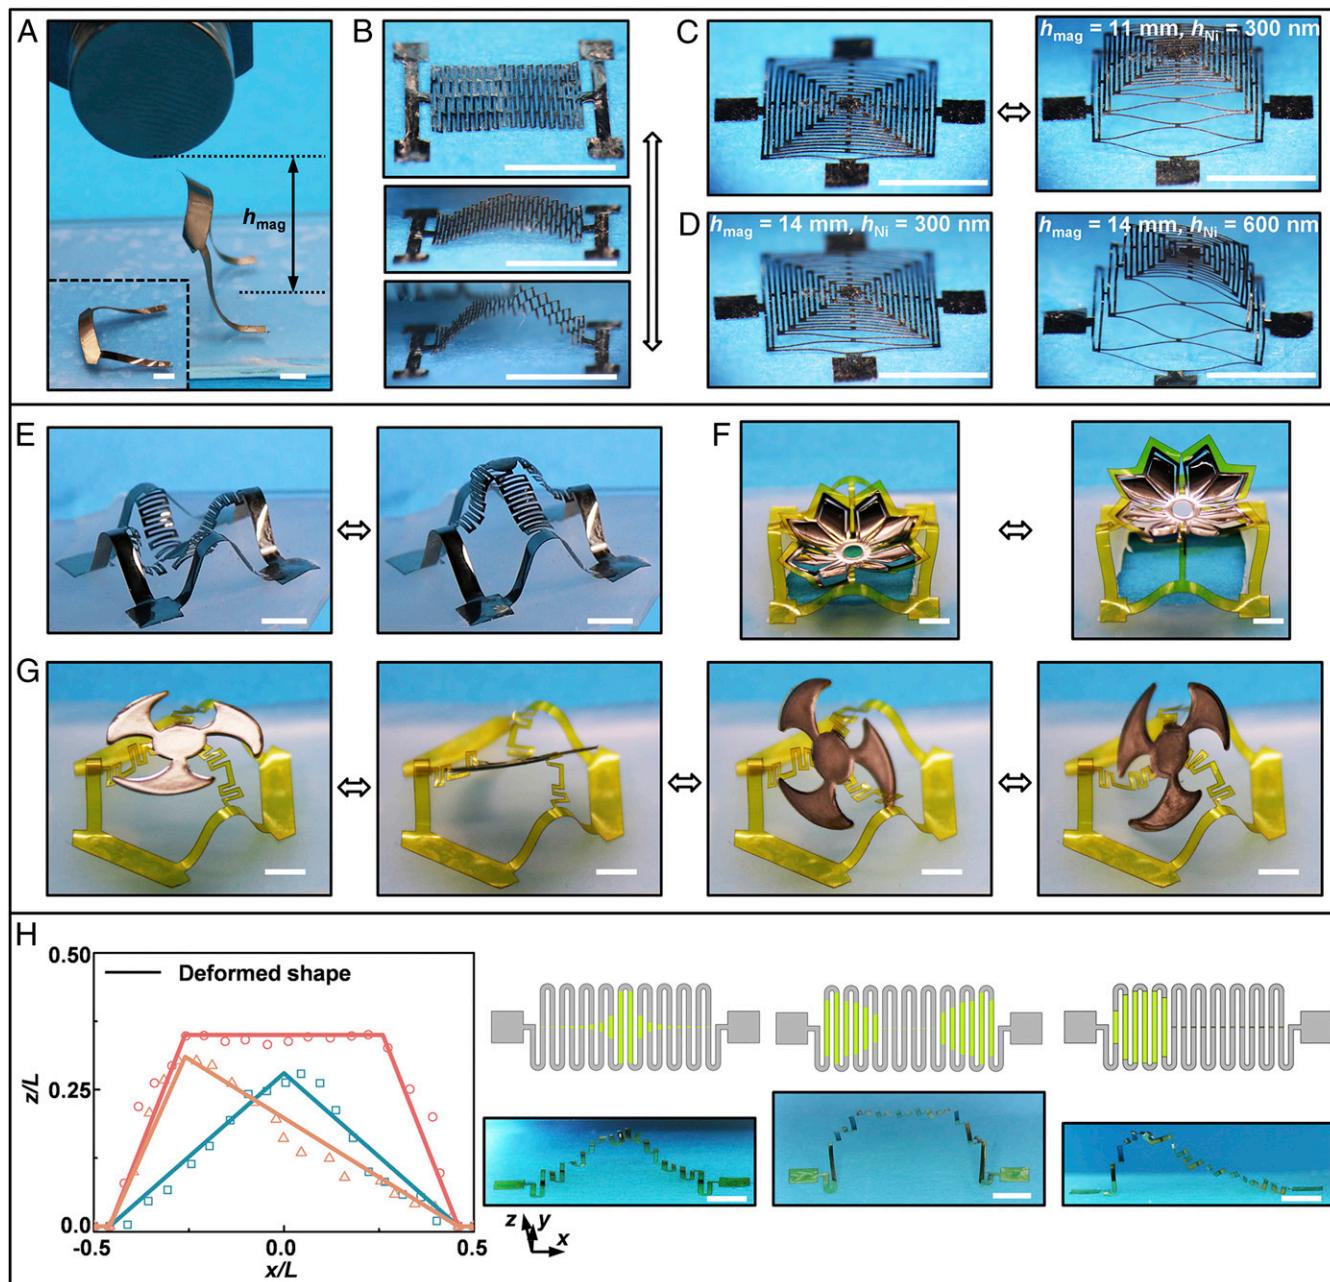 A
h_mag
B
C
h_mag = 11 mm, h_Ni = 300 nm
D
h_mag = 14 mm, h_Ni = 300 nm
h_mag = 14 mm, h_Ni = 600 nm
E
F
G
H
0.50
Deformed shape
z/L
0.25
0.0
-0.5
0.0
0.5
x/L
z
y
x